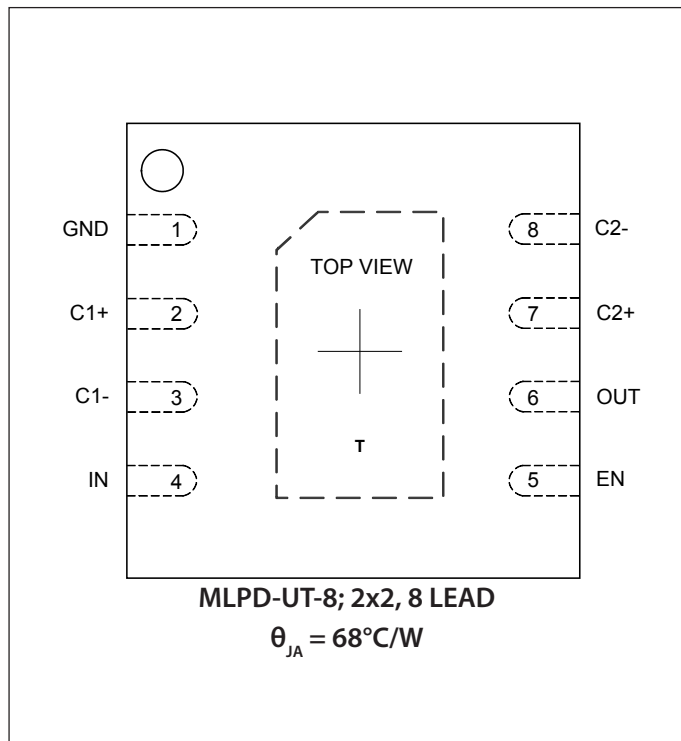 GND 1 8 C2-
TOP VIEW
C1+ 2 7 C2+
C1- 3 6 OUT
T
IN 4 5 EN
MLPD-UT-8; 2x2, 8 LEAD
θJA = 68°C/W